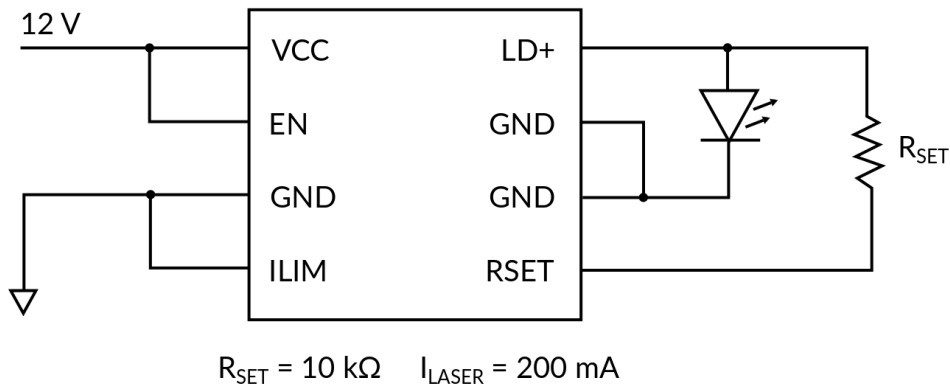 12 V
VCC LD+
EN GND
GND GND
ILIM RSET
RSET
RSET = 10 kΩ ILASER = 200 mA